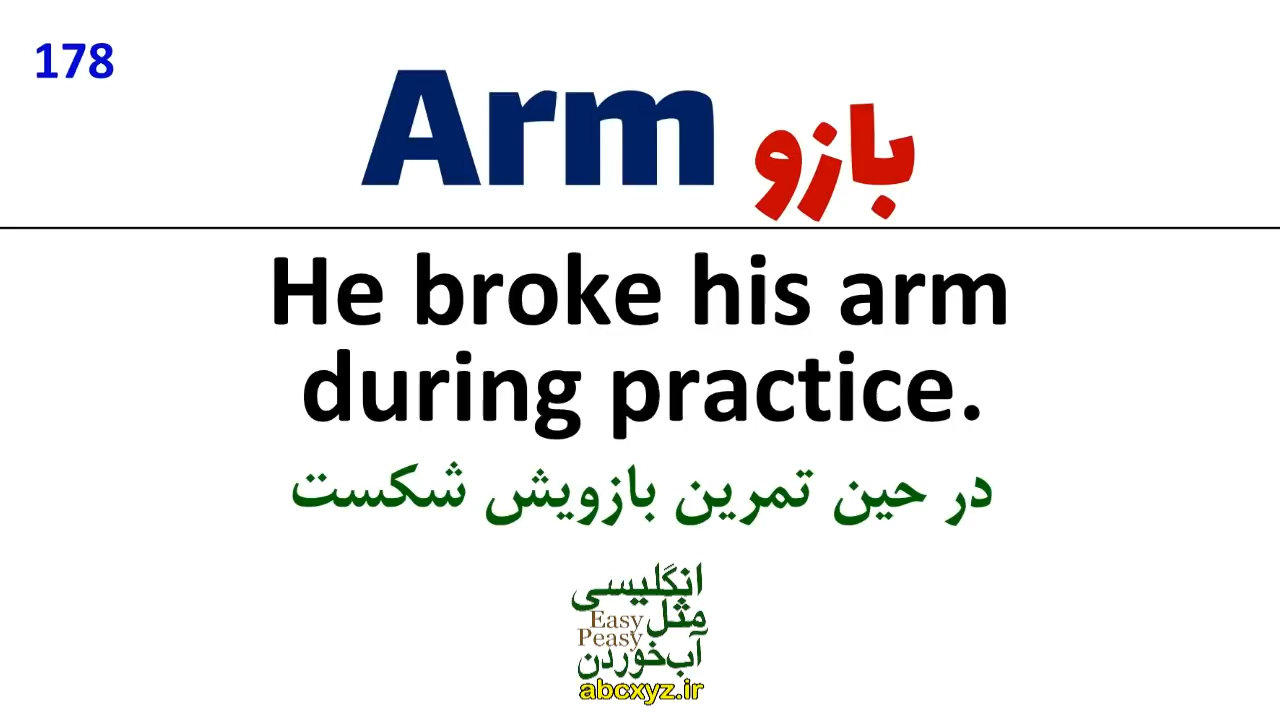 178
Arm بازو
He broke his arm
during practice.
در حین تمرین بازویش شکست
انگلیسی
مثل Easy
Peasy
آب‌خوردن
abcxyz.ir